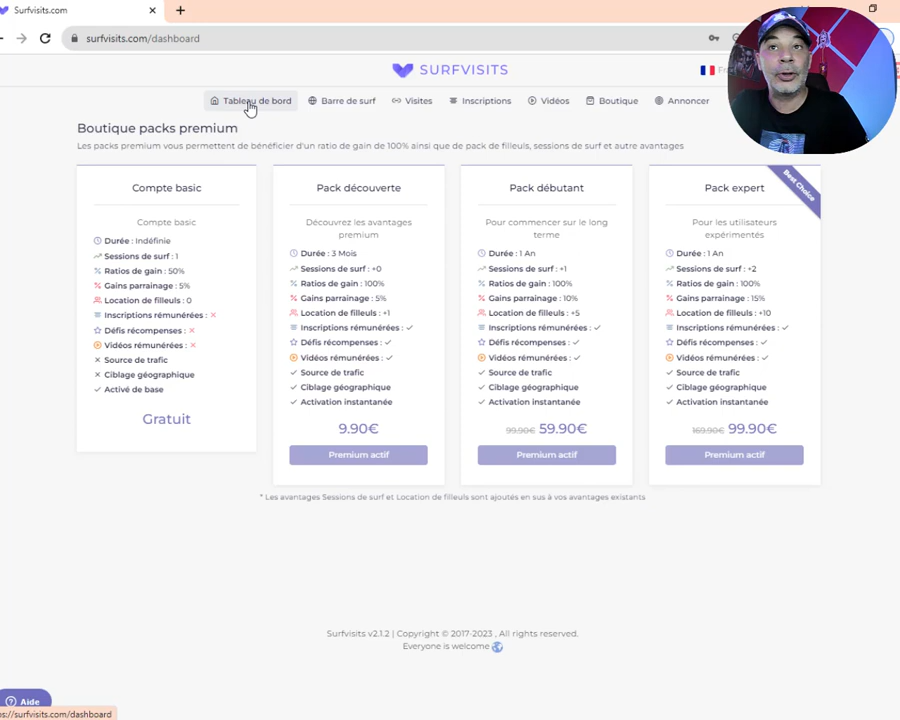 Surfvisits.com
surfvisits.com/dashboard
SURFVISITS
Tableau de bord
Barre de surf
Visites
Inscriptions
Vidéos
Boutique
Annoncer
Boutique packs premium
Les packs premium vous permettent de bénéficier d'un ratio de gain de 100% ainsi que de pack de filleuls, sessions de surf et autre avantages
Compte basic
Compte basic
Durée : Indéfinie
Sessions de surf : 1
Ratios de gain : 50%
Gains parrainage : 5%
Location de filleuls : 0
Inscriptions rémunérées :
Défis récompenses :
Vidéos rémunérées :
Source de trafic
Ciblage géographique
Activé de base
Gratuit
Pack découverte
Découvrez les avantages
premium
Durée : 3 Mois
Sessions de surf : +0
Ratios de gain : 100%
Gains parrainage : 5%
Location de filleuls : +1
Inscriptions rémunérées :
Défis récompenses :
Vidéos rémunérées :
Source de trafic
Ciblage géographique
Activation instantanée
9.90€
Premium actif
Pack débutant
Pour commencer sur le long
terme
Durée : 1 An
Sessions de surf : +1
Ratios de gain : 100%
Gains parrainage : 10%
Location de filleuls : +5
Inscriptions rémunérées :
Défis récompenses :
Vidéos rémunérées :
Source de trafic
Ciblage géographique
Activation instantanée
99.90€ 59.90€
Premium actif
Pack expert
Best Choice
Pour les utilisateurs
expérimentés
Durée : 1 An
Sessions de surf : +2
Ratios de gain : 100%
Gains parrainage : 15%
Location de filleuls : +10
Inscriptions rémunérées :
Défis récompenses :
Vidéos rémunérées :
Source de trafic
Ciblage géographique
Activation instantanée
169.90€ 99.90€
Premium actif
* Les avantages Sessions de surf et Location de filleuls sont ajoutés en sus à vos avantages existants
Surfvisits v2.1.2 | Copyright © 2017-2023 , All rights reserved.
Everyone is welcome
Aide
ps://surfvisits.com/dashboard